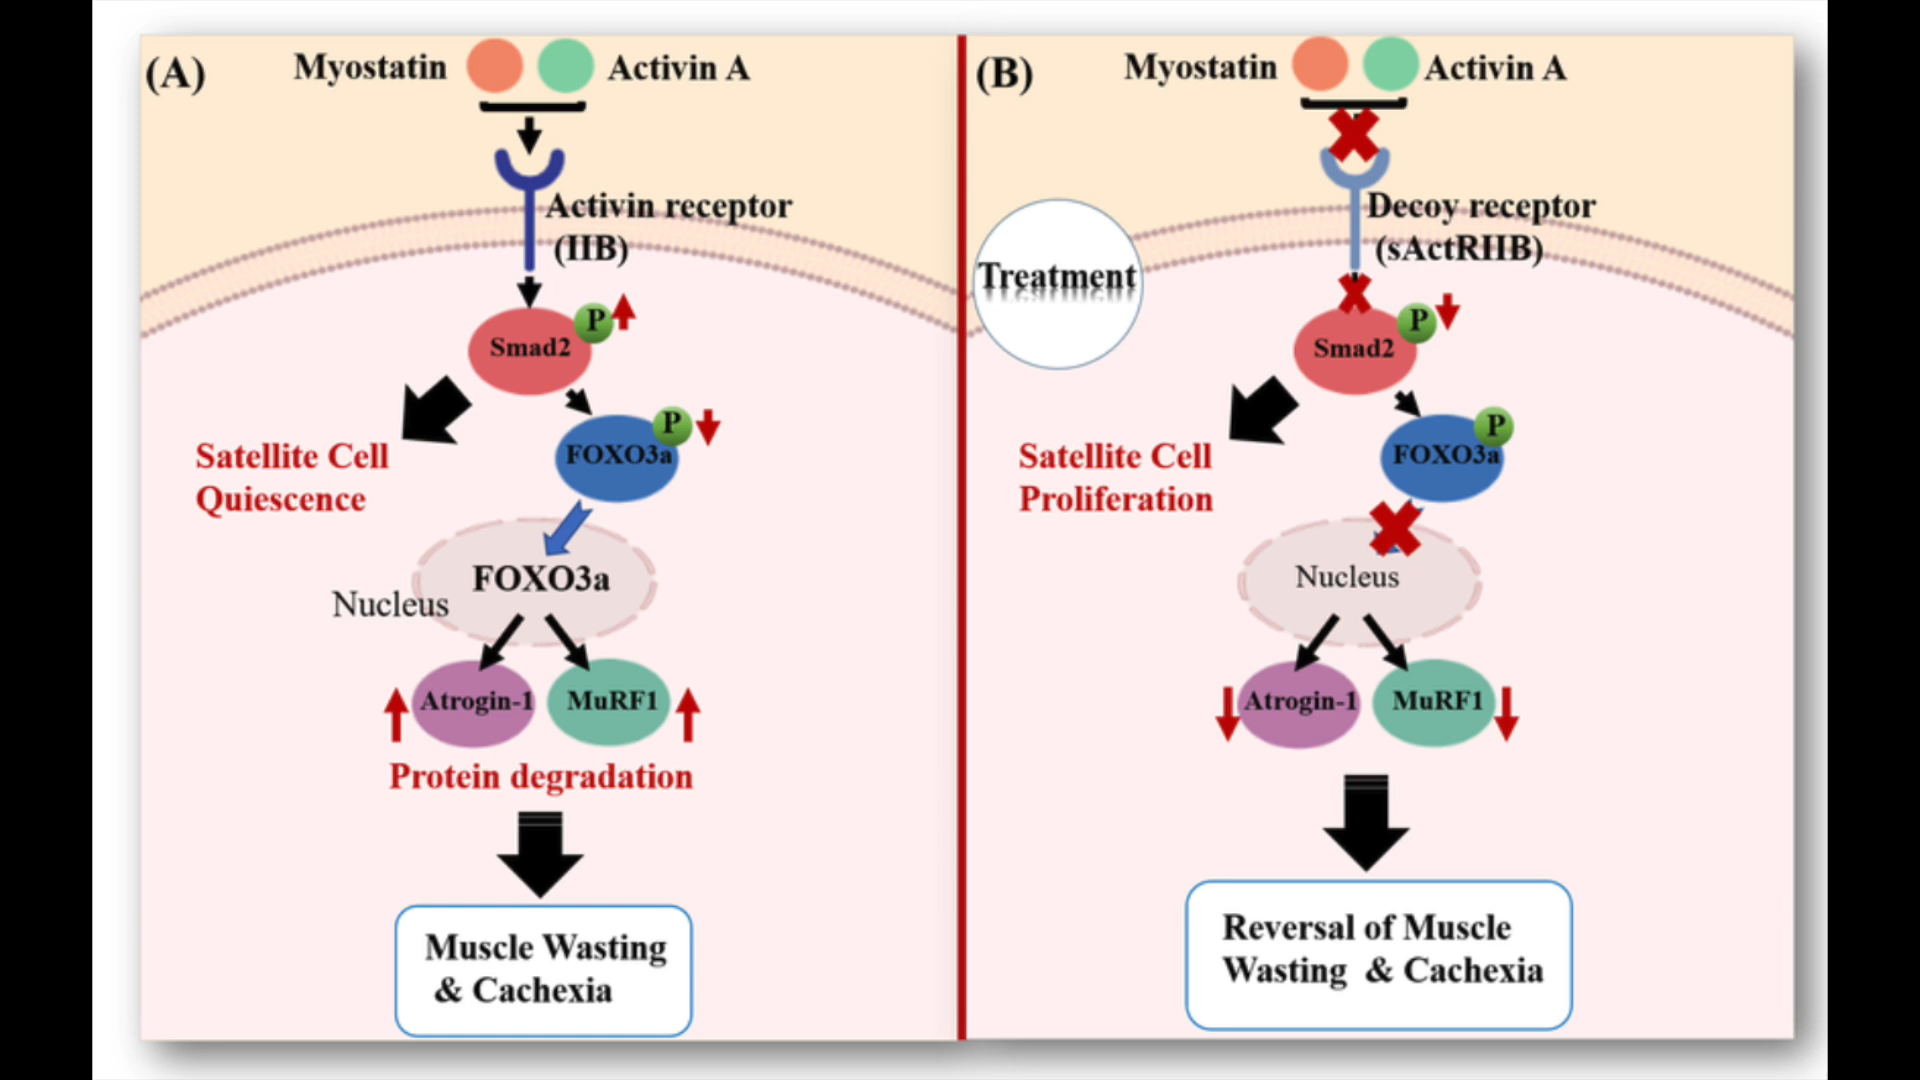 (A)
Myostatin
Activin A
Activin receptor
(IIB)
P
Smad2
P
FOXO3a
Satellite Cell
Quiescence
FOXO3a
Nucleus
Atrogin-1
MuRF1
Protein degradation
Muscle Wasting
& Cachexia
(B)
Myostatin
Activin A
Decoy receptor
(sActRIIB)
Treatment
P
Smad2
P
FOXO3a
Satellite Cell
Proliferation
Nucleus
Atrogin-1
MuRF1
Reversal of Muscle
Wasting & Cachexia